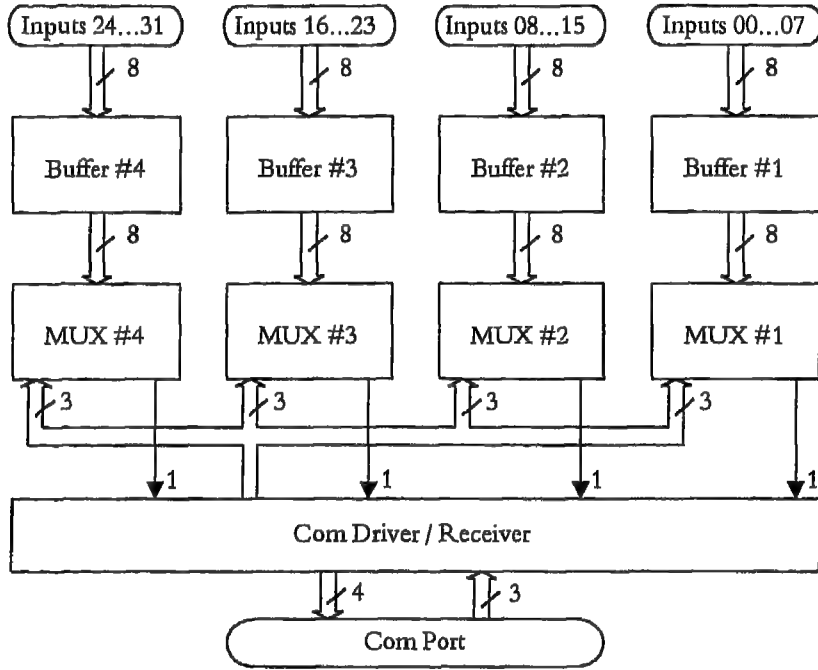 Inputs 24...31 Inputs 16...23 Inputs 08...15 Inputs 00...07
8 8 8 8
Buffer #4 Buffer #3 Buffer #2 Buffer #1
8 8 8 8
MUX #4 MUX #3 MUX #2 MUX #1
3 3 3 3
1 1 1 1
Com Driver / Receiver
4 3
Com Port